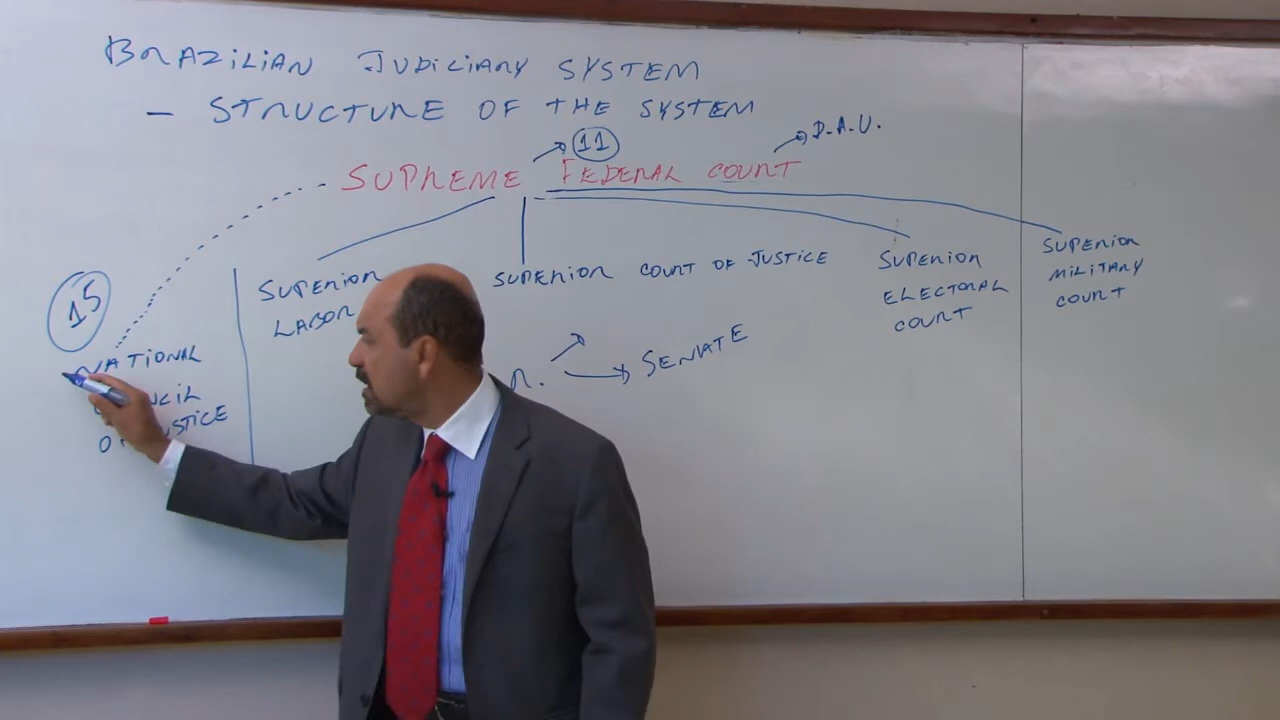 BRAZILIAN JUDICIARY SYSTEM
- STRUCTURE OF THE SYSTEM
11
D.A.U.
SUPREME FEDERAL COURT
15
NATIONAL
OF JUSTICE
SUPERIOR
LABOR
SUPERIOR COURT OF JUSTICE
SENATE
SUPERIOR
ELECTORAL
COURT
SUPERIOR
MILITARY
COURT